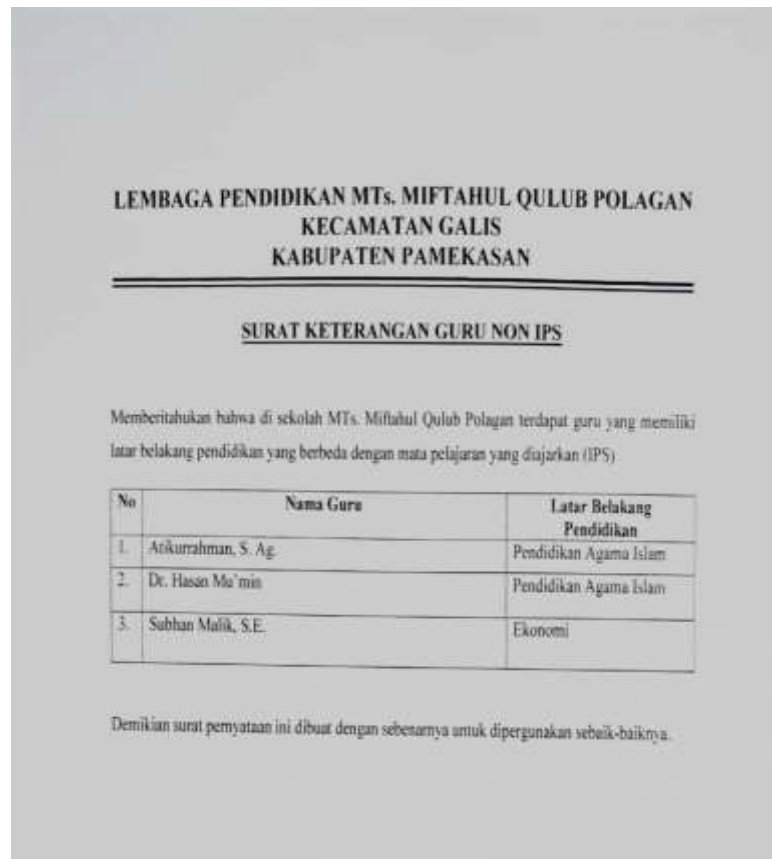 LEMBAGA PENDIDIKAN MTs. MIFTAHUL QULUB POLAGAN
KECAMATAN GALIS
KABUPATEN PAMEKASAN
SURAT KETERANGAN GURU NON IPS
Memberitahukan bahwa di sekolah MTs. Miftahul Qulub Polagan terdapat guru yang memiliki
latar belakang pendidikan yang berbeda dengan mata pelajaran yang diajarkan (IPS)
No Nama Guru Latar Belakang
Pendidikan
1. Atikurrahman, S. Ag. Pendidikan Agama Islam
2. Dr. Hasan Mu'min Pendidikan Agama Islam
3. Subhan Malik, S.E. Ekonomi
Demikian surat pernyataan ini dibuat dengan sebenarnya untuk dipergunakan sebaik-baiknya.